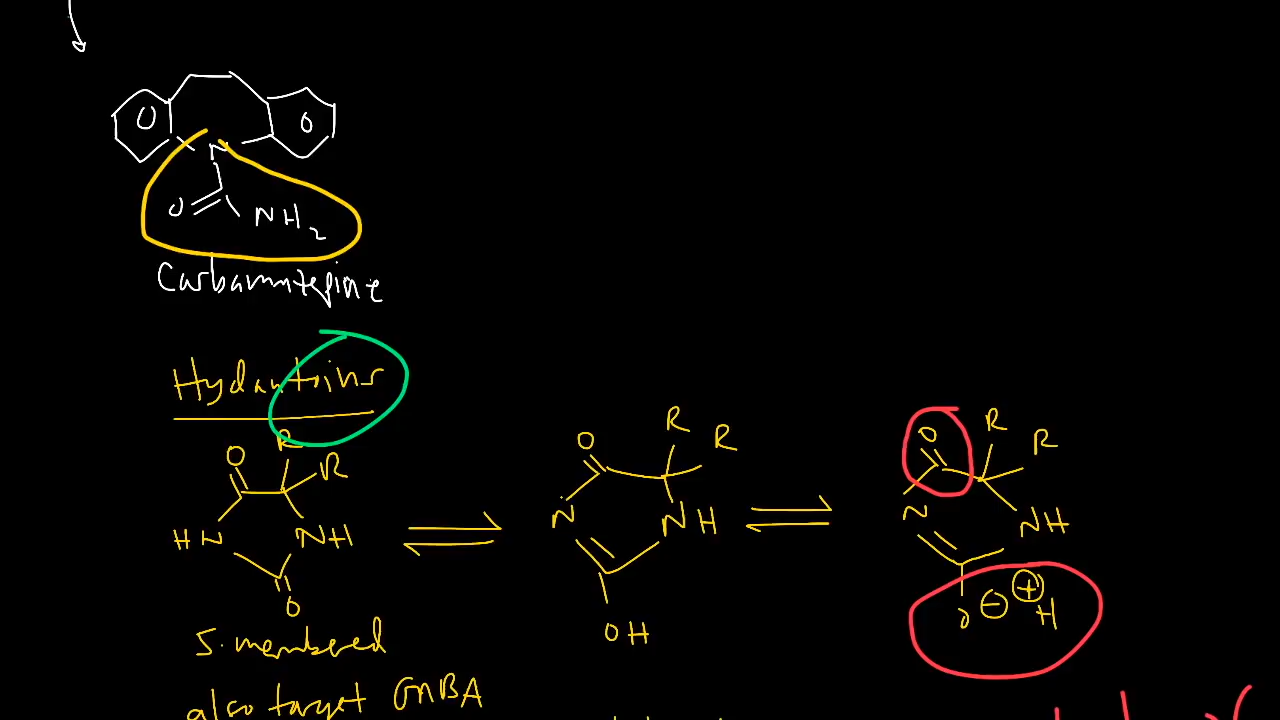 N
O
NH2
Carbamazepine
Hydantoins
O R R
HN NH
O
O R R
N NH
OH
O R R
N NH
O ⊖ ⊕ H
5. membered
also target GABA